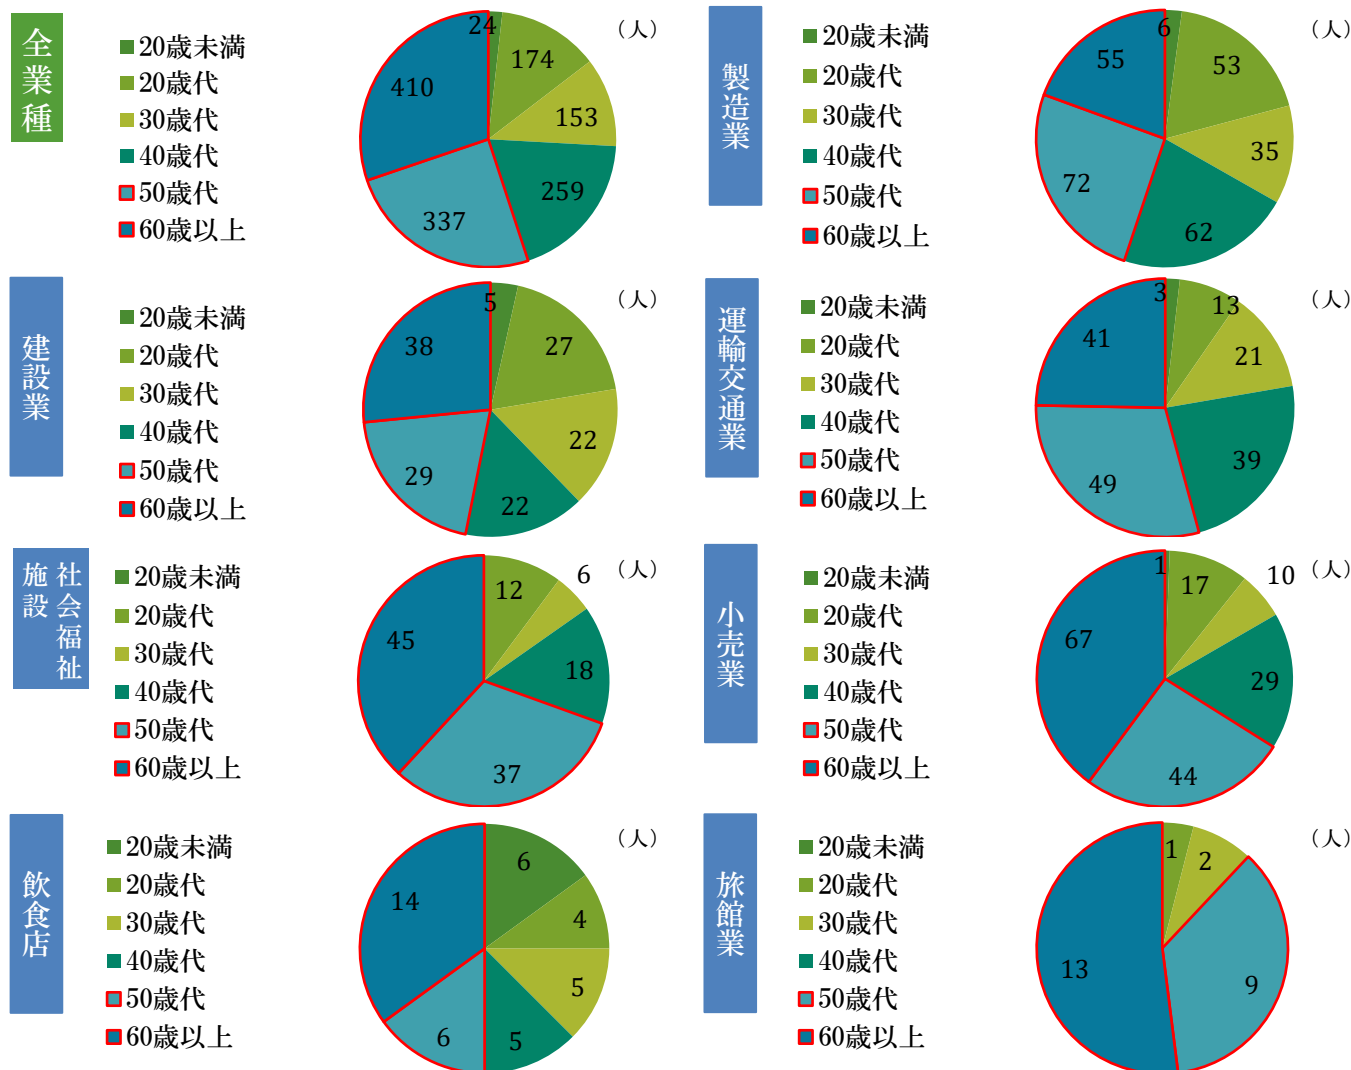 全業種
20歳未満
20歳代
30歳代
40歳代
50歳代
60歳以上
（人）
24
174
153
259
337
410
製造業
20歳未満
20歳代
30歳代
40歳代
50歳代
60歳以上
（人）
6
53
35
62
72
55
建設業
20歳未満
20歳代
30歳代
40歳代
50歳代
60歳以上
（人）
5
27
22
22
29
38
運輸交通業
20歳未満
20歳代
30歳代
40歳代
50歳代
60歳以上
（人）
3
13
21
39
49
41
社会福祉
施設
20歳未満
20歳代
30歳代
40歳代
50歳代
60歳以上
（人）
12
6
18
37
45
小売業
20歳未満
20歳代
30歳代
40歳代
50歳代
60歳以上
（人）
1
17
10
29
44
67
飲食店
20歳未満
20歳代
30歳代
40歳代
50歳代
60歳以上
（人）
6
4
5
5
6
14
旅館業
20歳未満
20歳代
30歳代
40歳代
50歳代
60歳以上
（人）
1
2
9
13